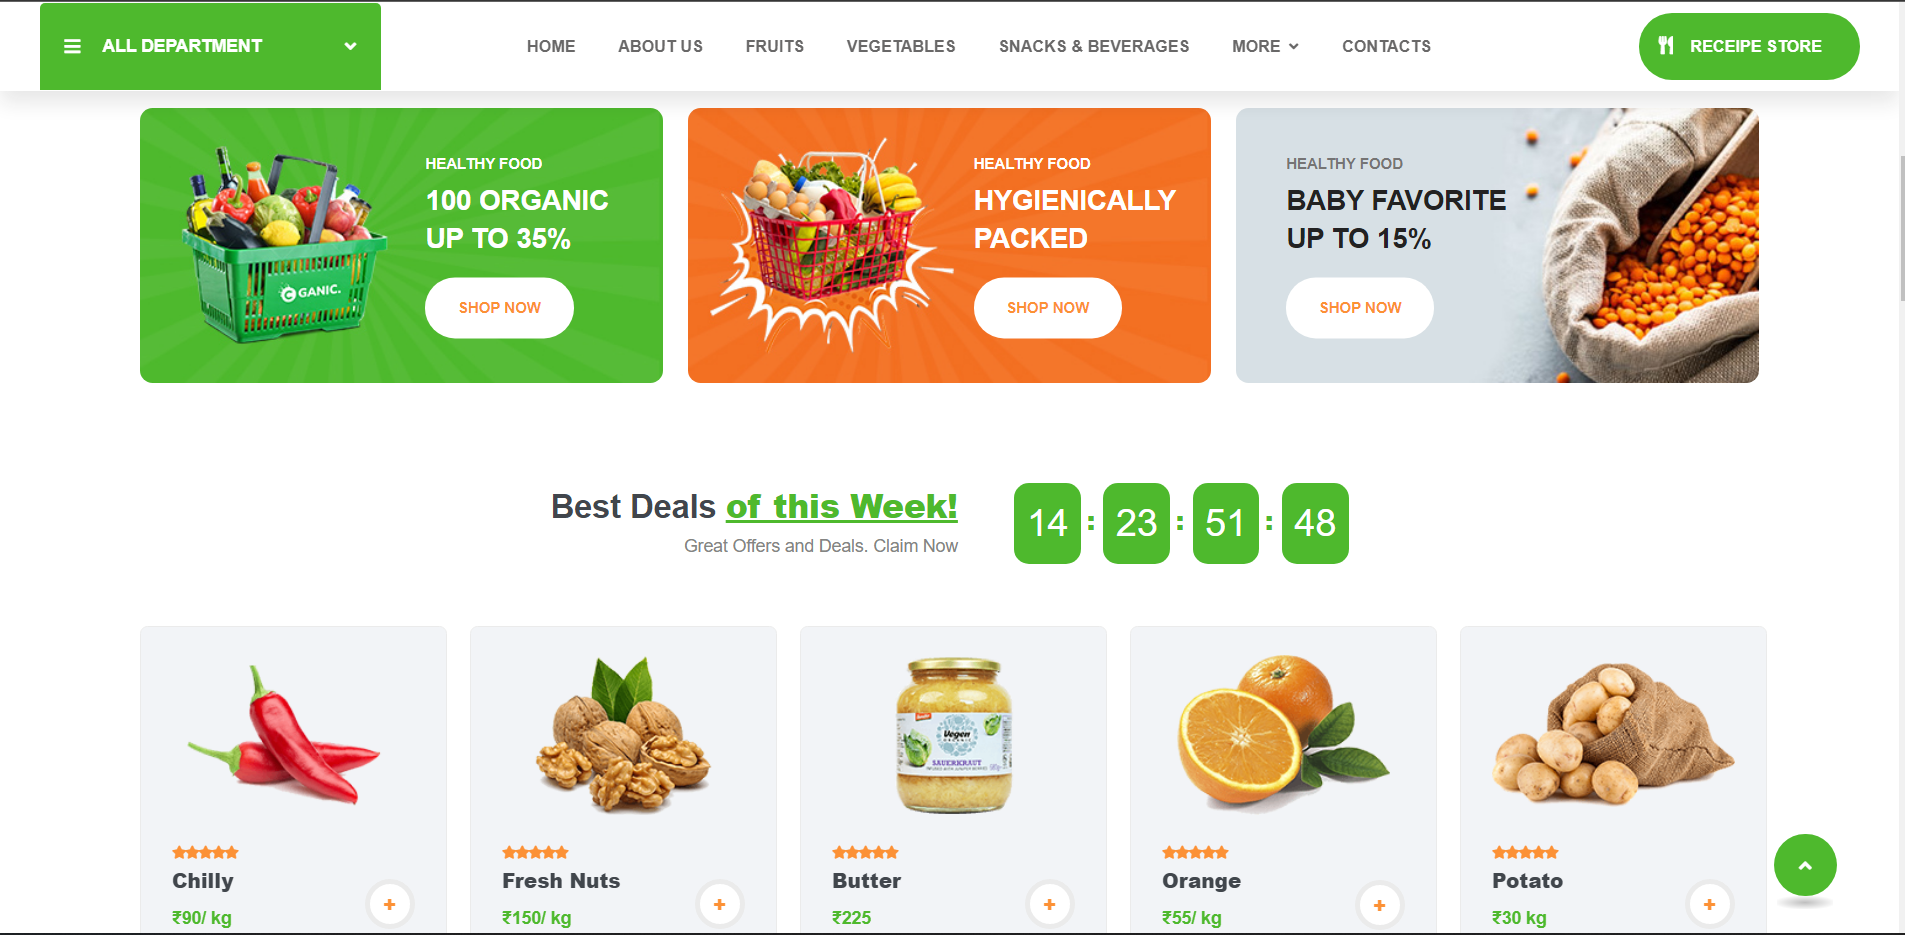 ALL DEPARTMENT
HOME
ABOUT US
FRUITS
VEGETABLES
SNACKS & BEVERAGES
MORE
CONTACTS
RECEIPE STORE
HEALTHY FOOD
100 ORGANIC
UP TO 35%
SHOP NOW
GANIC.
HEALTHY FOOD
HYGIENICALLY
PACKED
SHOP NOW
HEALTHY FOOD
BABY FAVORITE
UP TO 15%
SHOP NOW
Best Deals of this Week!
Great Offers and Deals. Claim Now
14 : 23 : 51 : 48
Vegen
ORGANIC
SAUERKRAUT
Chilly
₹90/ kg
+
Fresh Nuts
₹150/ kg
+
Butter
₹225
+
Orange
₹55/ kg
+
Potato
₹30 kg
+